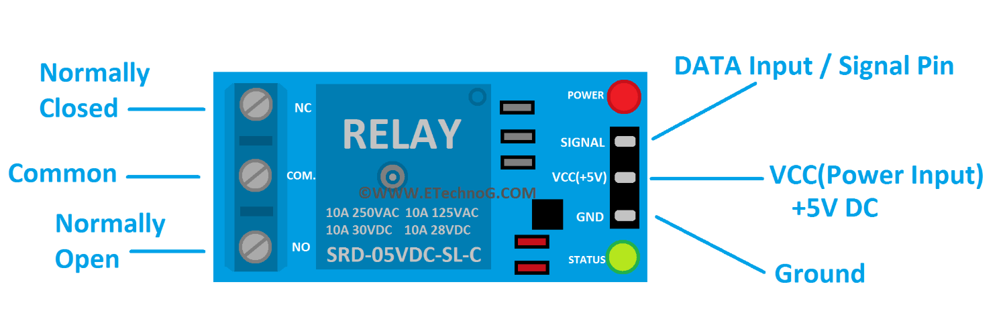 Normally
Closed
Common
Normally
Open
NC
COM.
NO
RELAY
©WWW.ETechnoG.COM
10A 250VAC 10A 125VAC
10A 30VDC 10A 28VDC
SRD-05VDC-SL-C
POWER
SIGNAL
VCC(+5V)
GND
STATUS
DATA Input / Signal Pin
VCC(Power Input)
+5V DC
Ground